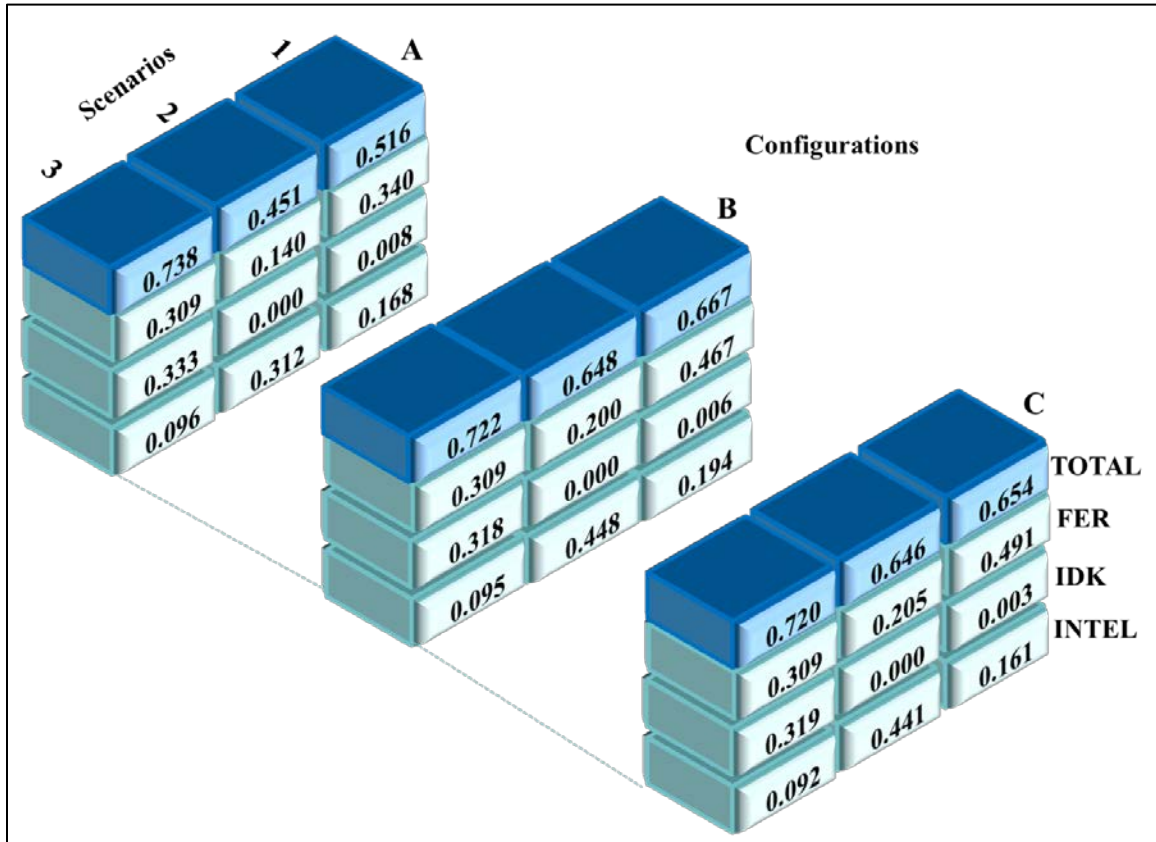 Scenarios
1
2
3
A
0.738 0.451 0.516
0.309 0.140 0.340
0.333 0.000 0.008
0.096 0.312 0.168
Configurations
B
0.722 0.648 0.667
0.309 0.200 0.467
0.318 0.000 0.006
0.095 0.448 0.194
C
0.720 0.646 0.654 TOTAL
0.309 0.205 0.491 FER
0.319 0.000 0.003 IDK
0.092 0.441 0.161 INTEL